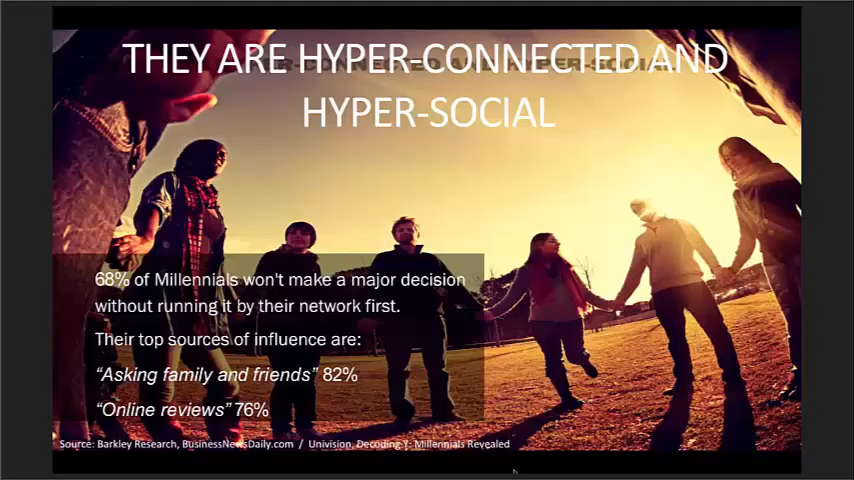 THEY ARE HYPER-CONNECTED AND
HYPER-SOCIAL
68% of Millennials won't make a major decision
without running it by their network first.
Their top sources of influence are:
“Asking family and friends” 82%
“Online reviews” 76%
Source: Barkley Research, BusinessNewsDaily.com / Univision, Decoding Y: Millennials Revealed